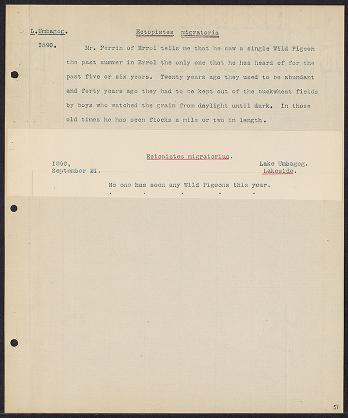 L.Umbagog. Ectopistes migratoria
1890.
Mr. Perrin of Errol tells me that he saw a single Wild Pigeon
the past summer in Errol the only one that he has heard of for the
past five or six years. Twenty years ago they used to be abundant
and forty years ago they had to be kept out of the buckwheat fields
by boys who watched the grain from daylight until dark. In those
old times he has seen flocks a mile or two in length.
Ectopistes migratorius.
1890, Lake Umbagog.
September 21. Lakeside.
No one has seen any Wild Pigeons this year.
. . . . . .
51